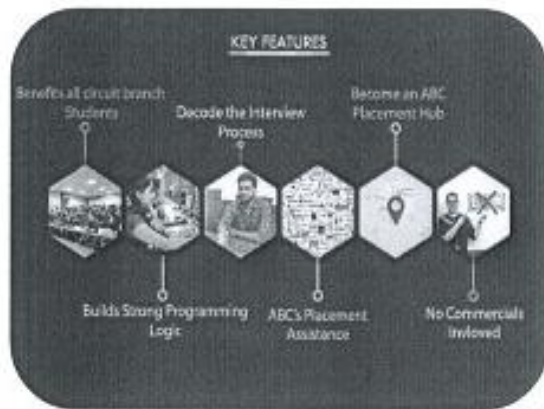 KEY FEATURES
Benefits all circuit branch
Students
Decode the Interview
Process
Become an ABC
Placement Hub
Builds Strong Programming
Logic
ABC's Placement
Assistance
No Commercials
Invloved